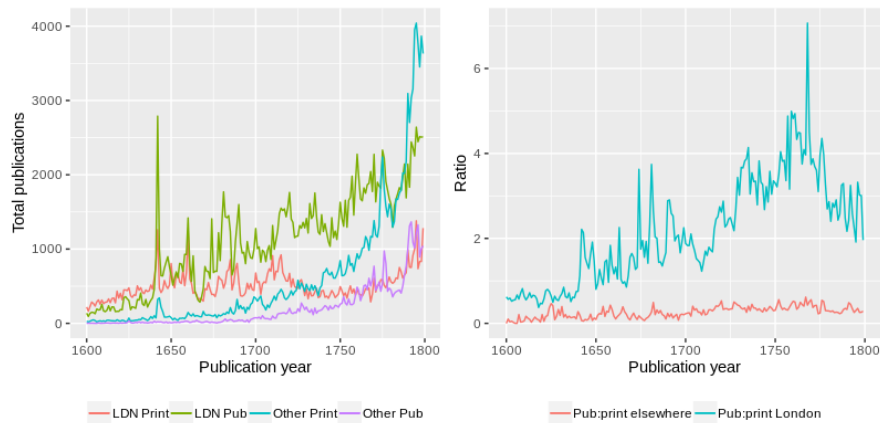 Total publications
4000
3000
2000
1000
0
1600 1650 1700 1750 1800
Publication year
LDN Print LDN Pub Other Print Other Pub
Ratio
6
4
2
0
1600 1650 1700 1750 1800
Publication year
Pub:print elsewhere Pub:print London